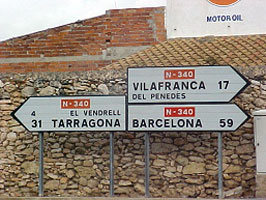 MOTOR OIL
N-340
VILAFRANCA 17
DEL PENEDES
N-340
4 EL VENDRELL
31 TARRAGONA
N-340
BARCELONA 59